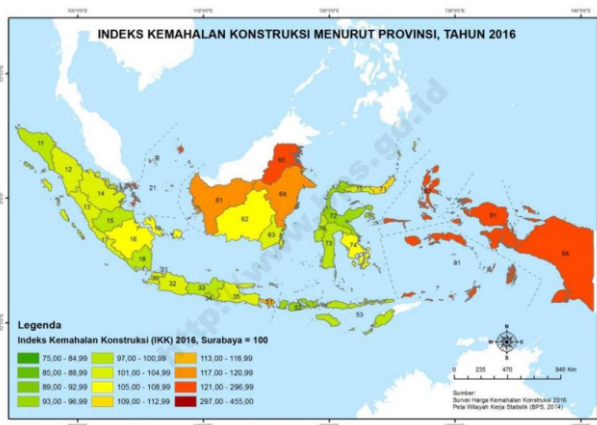 INDEKS KEMAHALAN KONSTRUKSI MENURUT PROVINSI, TAHUN 2016
11
12
14
13
15
16
18
21
61
62
63
64
65
72
73
74
32
33
34
35
53
81
91
94
Legenda
Indeks Kemahalan Konstruksi (IKK) 2016, Surabaya = 100
75,00 - 84,99
85,00 - 88,99
89,00 - 92,99
93,00 - 96,99
97,00 - 100,99
101,00 - 104,99
105,00 - 108,99
109,00 - 112,99
113,00 - 116,99
117,00 - 120,99
121,00 - 296,99
297,00 - 455,00
N
W
E
S
0 235 470 940 Km
Sumber:
Survei Harga Kemahalan Konstruksi 2016
Peta Wilayah Kerja Statistik (BPS, 2014)